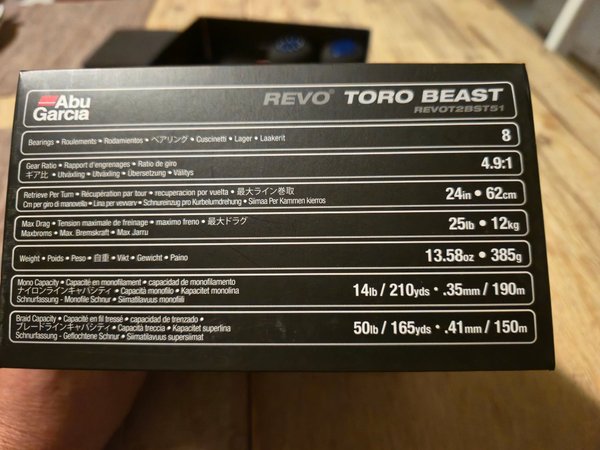 Abu
Garcia
REVO® TORO BEAST
REVOT2BST51
Bearings • Roulements • Rodamientos • ベアリング • Cuscinetti • Lager • Laakerit
8
Gear Ratio • Rapport d'engrenages • Ratio de giro
ギア比 • Utväxling • Utväxling • Übersetzung • Välitys
4.9:1
Retrieve Per Turn • Récupération par tour • recuperacion por vuelta • 最大ライン巻取
Cm per giro di manovella • Lina per vevvarv • Schnureinzug pro Kurbelumdrehung • Siimaa Per Kammen kierros
24in • 62cm
Max Drag • Tension maximale de freinage • maximo freno • 最大ドラグ
Maxbroms • Max. Bremskraft • Max Jarru
25lb • 12kg
Weight • Poids • Peso • 自重 • Vikt • Gewicht • Paino
13.58oz • 385g
Mono Capacity • Capacité en monofilament • capacidad de monofilamento
ナイロンラインキャパシティ • Capacità monofilo • Kapacitet monolina
Schnurfassung - Monofile Schnur • Siimatilavuus monofiili
14lb / 210yds • .35mm / 190m
Braid Capacity • Capacité en fil tressé • capacidad de trenzado •
ブレードラインキャパシティ • Capacità treccia • Kapacitet superlina
Schnurfassung - Geflochtene Schnur • Siimatilavuus supersiimat
50lb / 165yds • .41mm / 150m